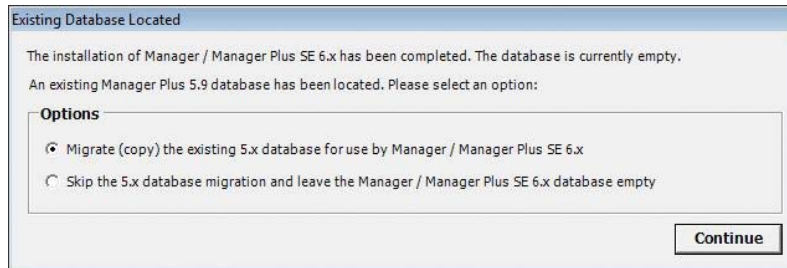 Existing Database Located
The installation of Manager / Manager Plus SE 6.x has been completed. The database is currently empty.
An existing Manager Plus 5.9 database has been located. Please select an option:
Options
Migrate (copy) the existing 5.x database for use by Manager / Manager Plus SE 6.x
Skip the 5.x database migration and leave the Manager / Manager Plus SE 6.x database empty
Continue